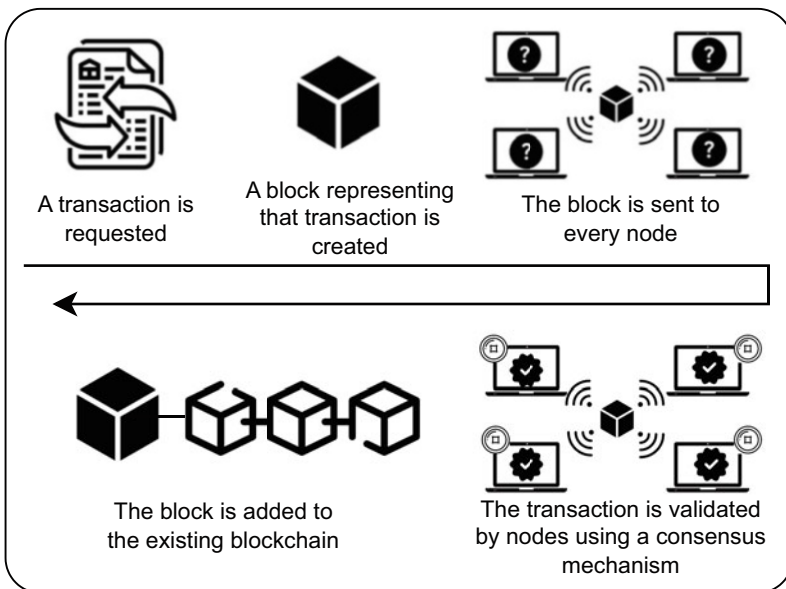 A transaction is
requested
A block representing
that transaction is
created
? ?
? ?
The block is sent to
every node
The transaction is validated
by nodes using a consensus
mechanism
The block is added to
the existing blockchain